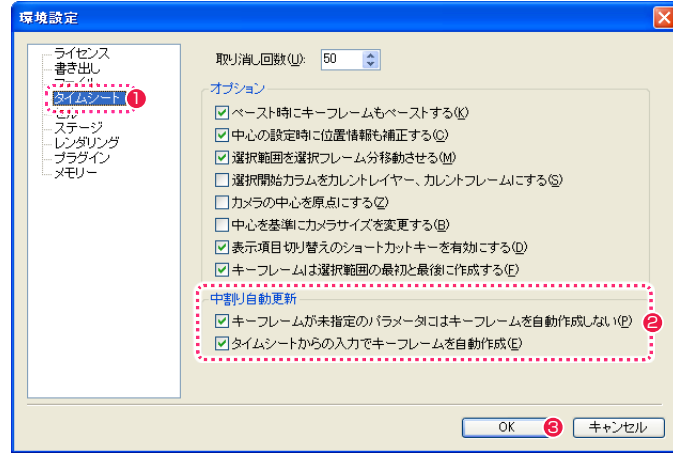 環境設定
ライセンス
書き出し
ファイル
タイムシート 1
セル
ステージ
レンダリング
プラグイン
メモリー
取り消し回数(U): 50
オプション
ペースト時にキーフレームもペーストする(K)
中心の設定時に位置情報も補正する(C)
選択範囲を選択フレーム分移動させる(M)
選択開始カラムをカレントレイヤー、カレントフレームにする(S)
カメラの中心を原点にする(Z)
中心を基準にカメラサイズを変更する(B)
表示項目切り替えのショートカットキーを有効にする(D)
キーフレームは選択範囲の最初と最後に作成する(F)
中割り自動更新
キーフレームが未指定のパラメータにはキーフレームを自動作成しない(P) 2
タイムシートからの入力でキーフレームを自動作成(E)
OK 3 キャンセル